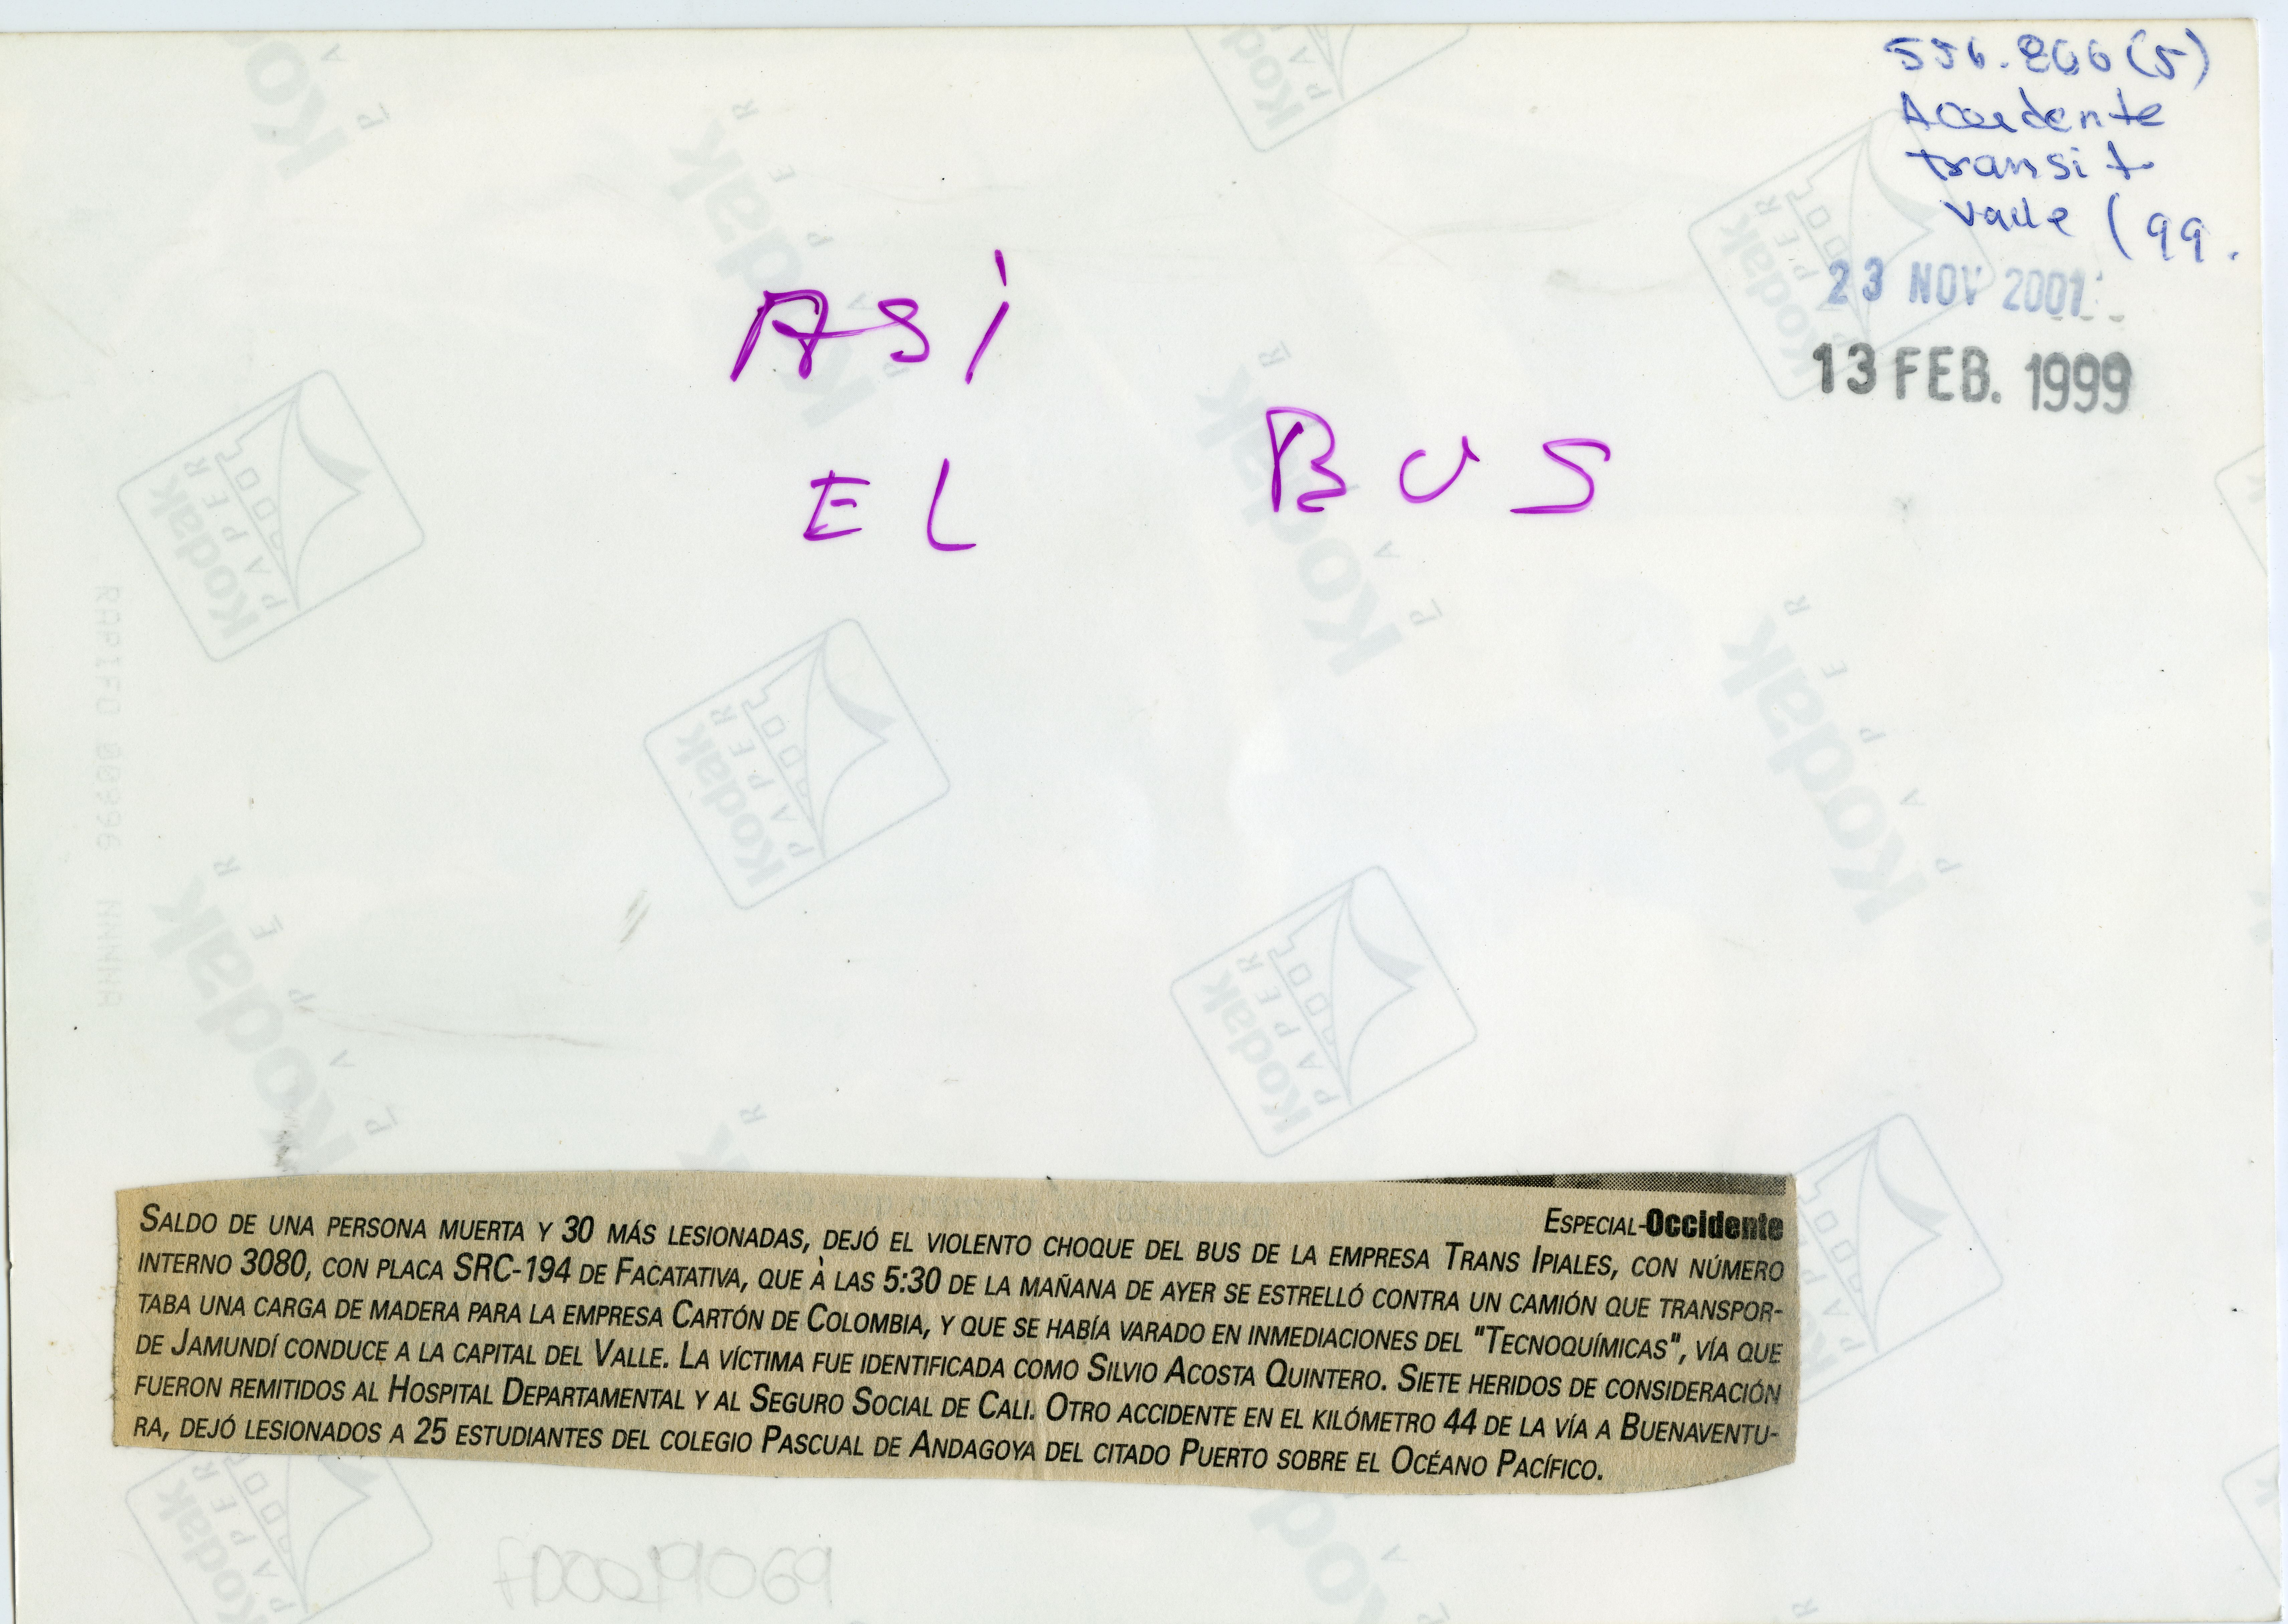 556.266(5)
Accidente
transit
Valle (99.
23 NOV 2001
13 FEB. 1999
ASÍ
EL BUS
ESPECIAL-Occidente
SALDO DE UNA PERSONA MUERTA Y 30 MÁS LESIONADAS, DEJÓ EL VIOLENTO CHOQUE DEL BUS DE LA EMPRESA TRANS IPIALES, CON NÚMERO
INTERNO 3080, CON PLACA SRC-194 DE FACATATIVA, QUE À LAS 5:30 DE LA MAÑANA DE AYER SE ESTRELLÓ CONTRA UN CAMIÓN QUE TRANSPOR-
TABA UNA CARGA DE MADERA PARA LA EMPRESA CARTÓN DE COLOMBIA, Y QUE SE HABÍA VARADO EN INMEDIACIONES DEL "TECNOQUÍMICAS", VÍA QUE
DE JAMUNDÍ CONDUCE A LA CAPITAL DEL VALLE. LA VÍCTIMA FUE IDENTIFICADA COMO SILVIO ACOSTA QUINTERO. SIETE HERIDOS DE CONSIDERACIÓN
FUERON REMITIDOS AL HOSPITAL DEPARTAMENTAL Y AL SEGURO SOCIAL DE CALI. OTRO ACCIDENTE EN EL KILÓMETRO 44 DE LA VÍA A BUENAVENTU-
RA, DEJÓ LESIONADOS A 25 ESTUDIANTES DEL COLEGIO PASCUAL DE ANDAGOYA DEL CITADO PUERTO SOBRE EL OCÉANO PACÍFICO.
Kodak
PAPER